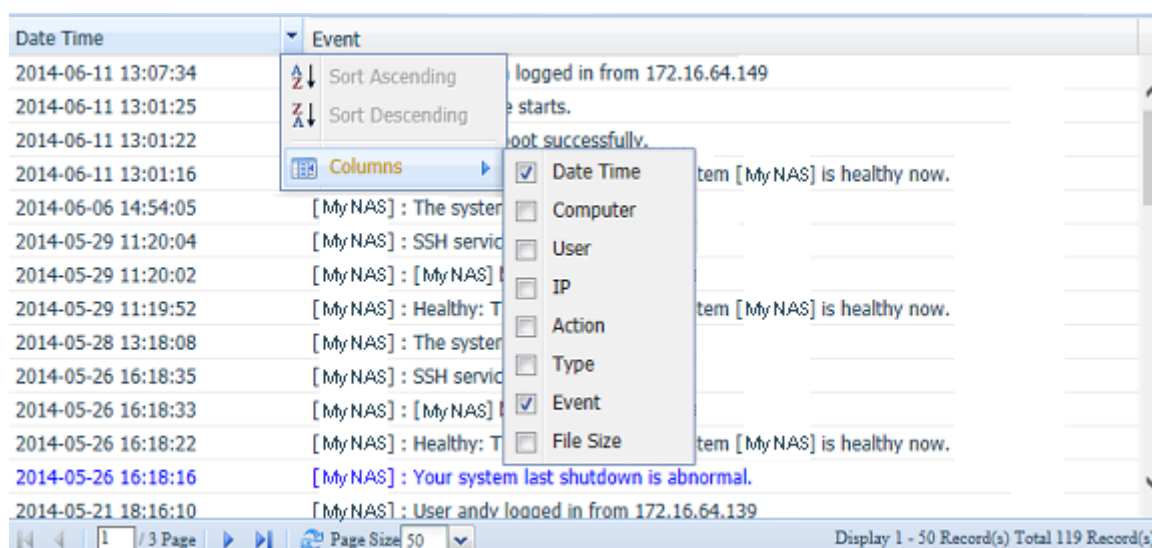 Date Time Event
2014-06-11 13:07:34 logged in from 172.16.64.149
Sort Ascending
2014-06-11 13:01:25 starts.
Sort Descending
2014-06-11 13:01:22 boot successfully.
Columns
2014-06-11 13:01:16 tem [MyNAS] is healthy now.
Date Time
Computer
User
IP
Action
Type
Event
File Size
2014-06-06 14:54:05 [MyNAS] : The system
2014-05-29 11:20:04 [MyNAS] : SSH servic
2014-05-29 11:20:02 [MyNAS] : [MyNAS]
2014-05-29 11:19:52 [MyNAS] : Healthy: T tem [MyNAS] is healthy now.
2014-05-28 13:18:08 [MyNAS] : The syster
2014-05-26 16:18:35 [MyNAS] : SSH servic
2014-05-26 16:18:33 [MyNAS] : [MyNAS]
2014-05-26 16:18:22 [MyNAS] : Healthy: T tem [MyNAS] is healthy now.
2014-05-26 16:18:16 [MyNAS] : Your system last shutdown is abnormal.
2014-05-21 18:16:10 [MyNAS] : User andy logged in from 172.16.64.139
1 / 3 Page Page Size 50 Display 1 - 50 Record(s) Total 119 Record(s)